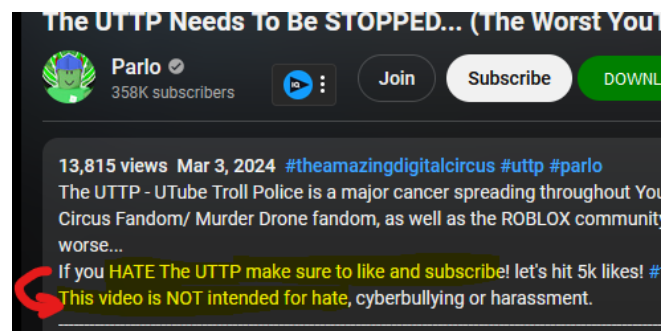 The UTTP Needs To Be STOPPED... (The Worst YouT
Parlo
358K subscribers
IQ
Join
Subscribe
DOWNL
13,815 views Mar 3, 2024 #theamazingdigitalcircus #uttp #parlo
The UTTP - UTube Troll Police is a major cancer spreading throughout You
Circus Fandom/ Murder Drone fandom, as well as the ROBLOX community
worse...
If you HATE The UTTP make sure to like and subscribe! let's hit 5k likes! #
This video is NOT intended for hate, cyberbullying or harassment.